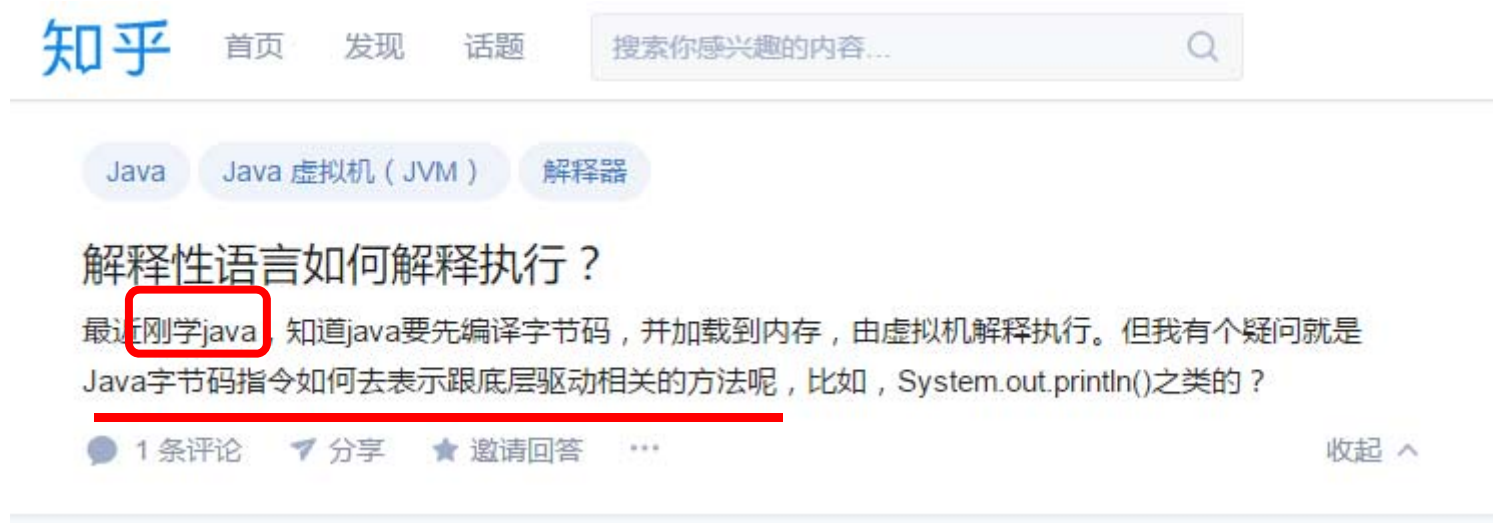 知乎 首页 发现 话题 搜索你感兴趣的内容...
Java Java 虚拟机（JVM） 解释器
解释性语言如何解释执行？
最近刚学java，知道java要先编译字节码，并加载到内存，由虚拟机解释执行。但我有个疑问就是
Java字节码指令如何去表示跟底层驱动相关的方法呢，比如，System.out.println()之类的？
1 条评论 分享 邀请回答 ... 收起